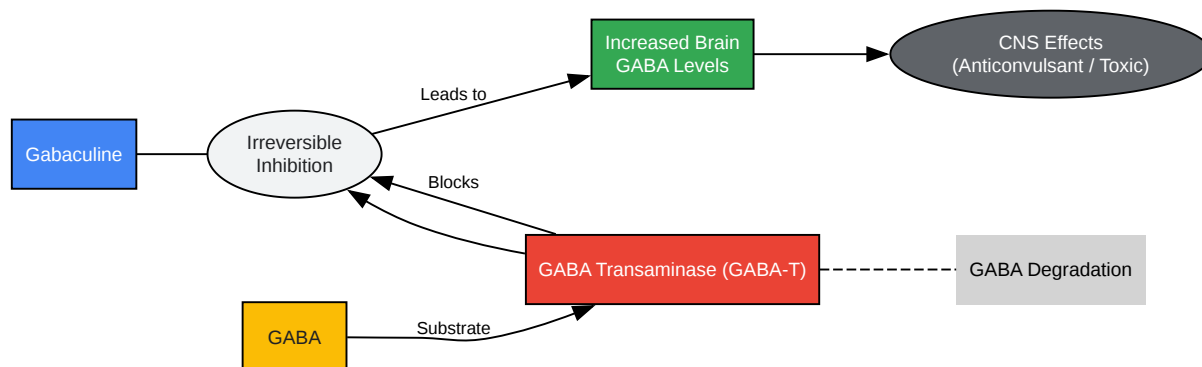 Increased Brain
GABA Levels
CNS Effects
(Anticonvulsant / Toxic)
Leads to
Gabaculine
Irreversible
Inhibition
Blocks
GABA Transaminase (GABA-T)
GABA Degradation
GABA
Substrate